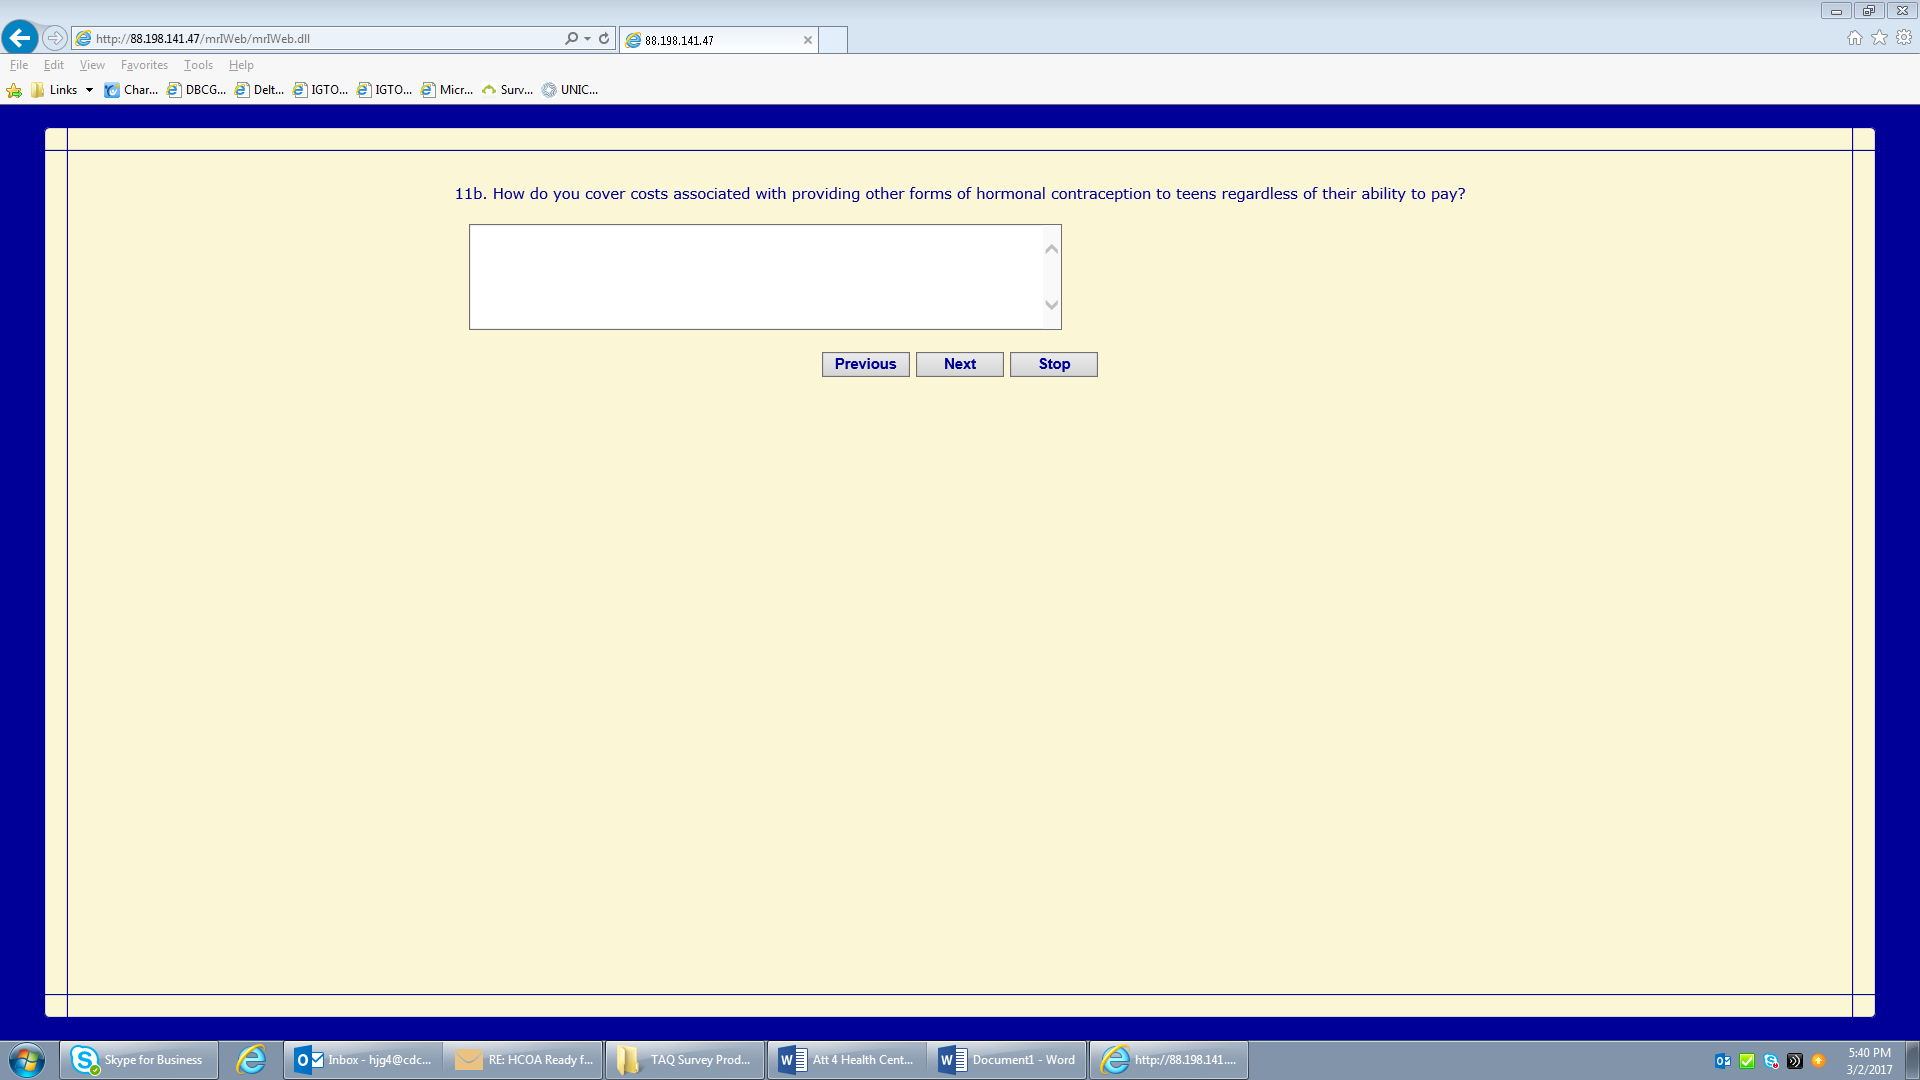 http://88.198.141.47/mrIWeb/mrIWeb.dll
88.198.141.47
File Edit View Favorites Tools Help
Links Char... DBCG... Delt... IGTO... IGTO... Micr... Surv... UNIC...
11b. How do you cover costs associated with providing other forms of hormonal contraception to teens regardless of their ability to pay?
Previous Next Stop
Skype for Business Inbox - hjg4@cdc... RE: HCOA Ready f... TAQ Survey Prod... Att 4 Health Cent... Document1 - Word http://88.198.141....
5:40 PM
3/2/2017